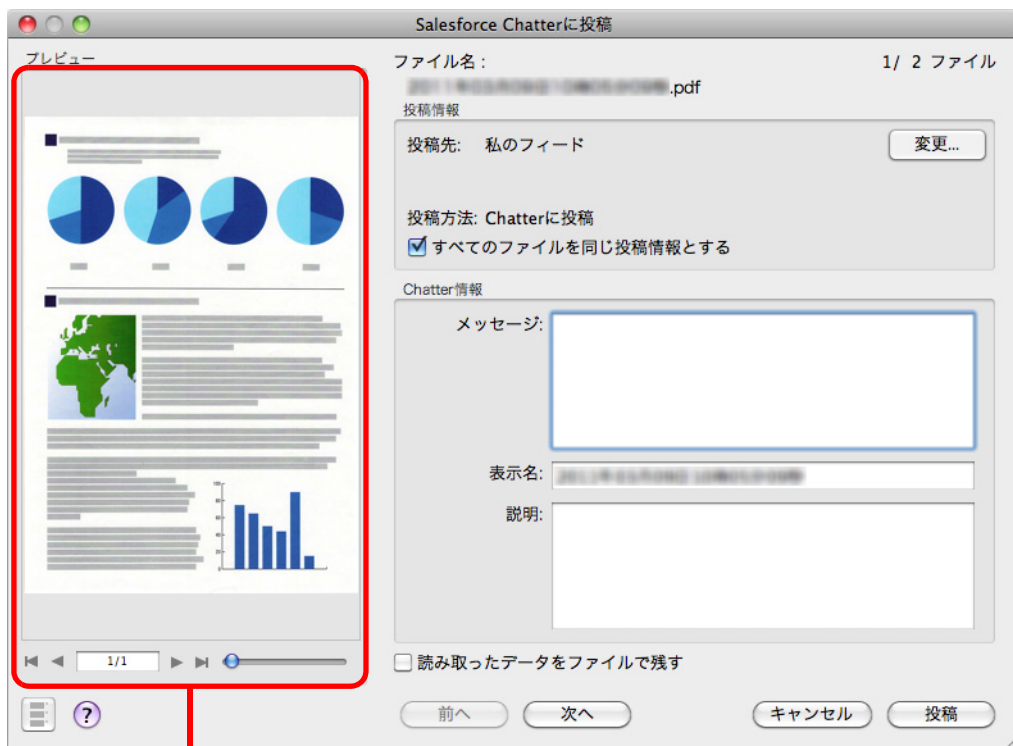 Salesforce Chatterに投稿
プレビュー
ファイル名 :
1/ 2 ファイル
.pdf
投稿情報
投稿先: 私のフィード
変更...
投稿方法: Chatterに投稿
すべてのファイルを同じ投稿情報とする
Chatter情報
メッセージ:
表示名:
説明:
1/1
読み取ったデータをファイルで残す
?
前へ
次へ
キャンセル
投稿